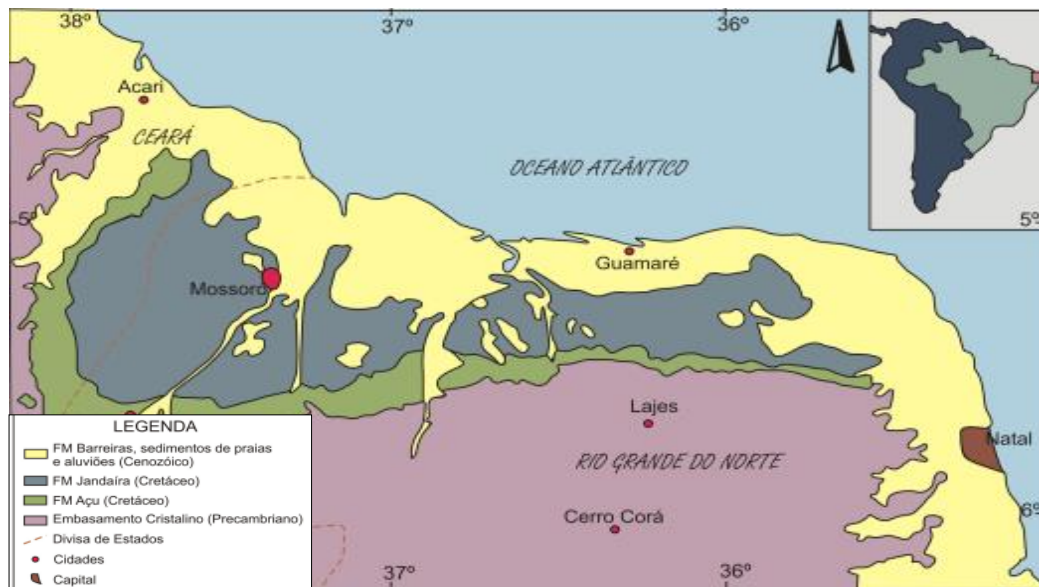 38º
37º
36º
Acari
CEARÁ
OCEANO ATLÂNTICO
5º
5º
Guamaré
Mossoró
Lajes
Natal
RIO GRANDE DO NORTE
Cerro Corá
6º
37º
36º
LEGENDA
FM Barreiras, sedimentos de praias
e aluviões (Cenozóico)
FM Jandaíra (Cretáceo)
FM Açu (Cretáceo)
Embasamento Cristalino (Precambriano)
Divisa de Estados
Cidades
Capital